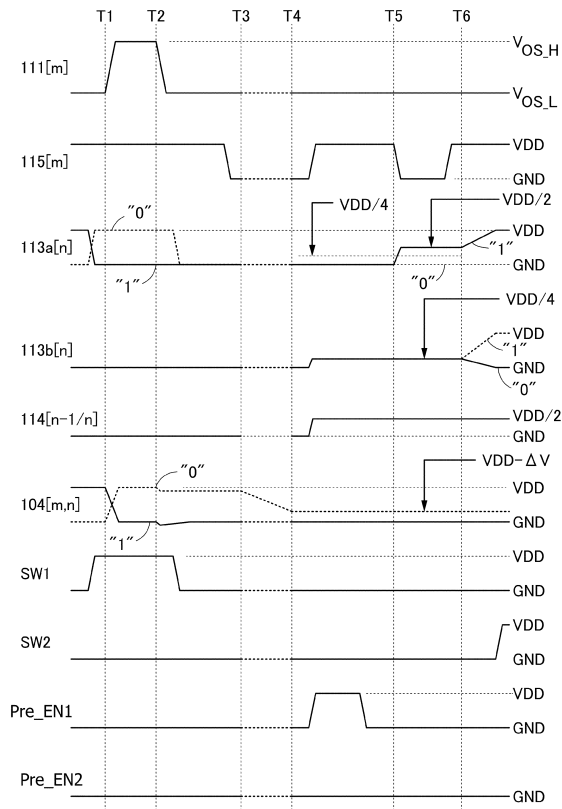 T1 T2 T3 T4 T5 T6
111[m]
VOS_H
VOS_L
115[m]
VDD
GND
VDD/4
VDD/2
113a[n]
"0"
"1"
VDD
"1"
GND
"0"
VDD/4
113b[n]
VDD
"1"
GND
"0"
114[n-1/n]
VDD/2
GND
VDD-ΔV
104[m,n]
"0"
"1"
VDD
GND
SW1
VDD
GND
SW2
VDD
GND
Pre_EN1
VDD
GND
Pre_EN2
GND